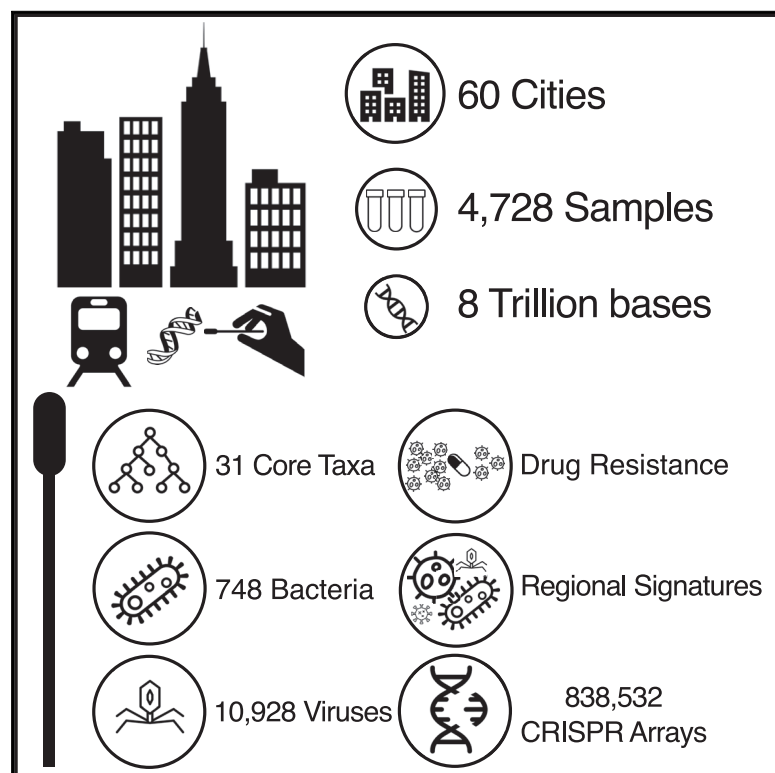 60 Cities
4,728 Samples
8 Trillion bases
31 Core Taxa
Drug Resistance
748 Bacteria
Regional Signatures
10,928 Viruses
838,532
CRISPR Arrays